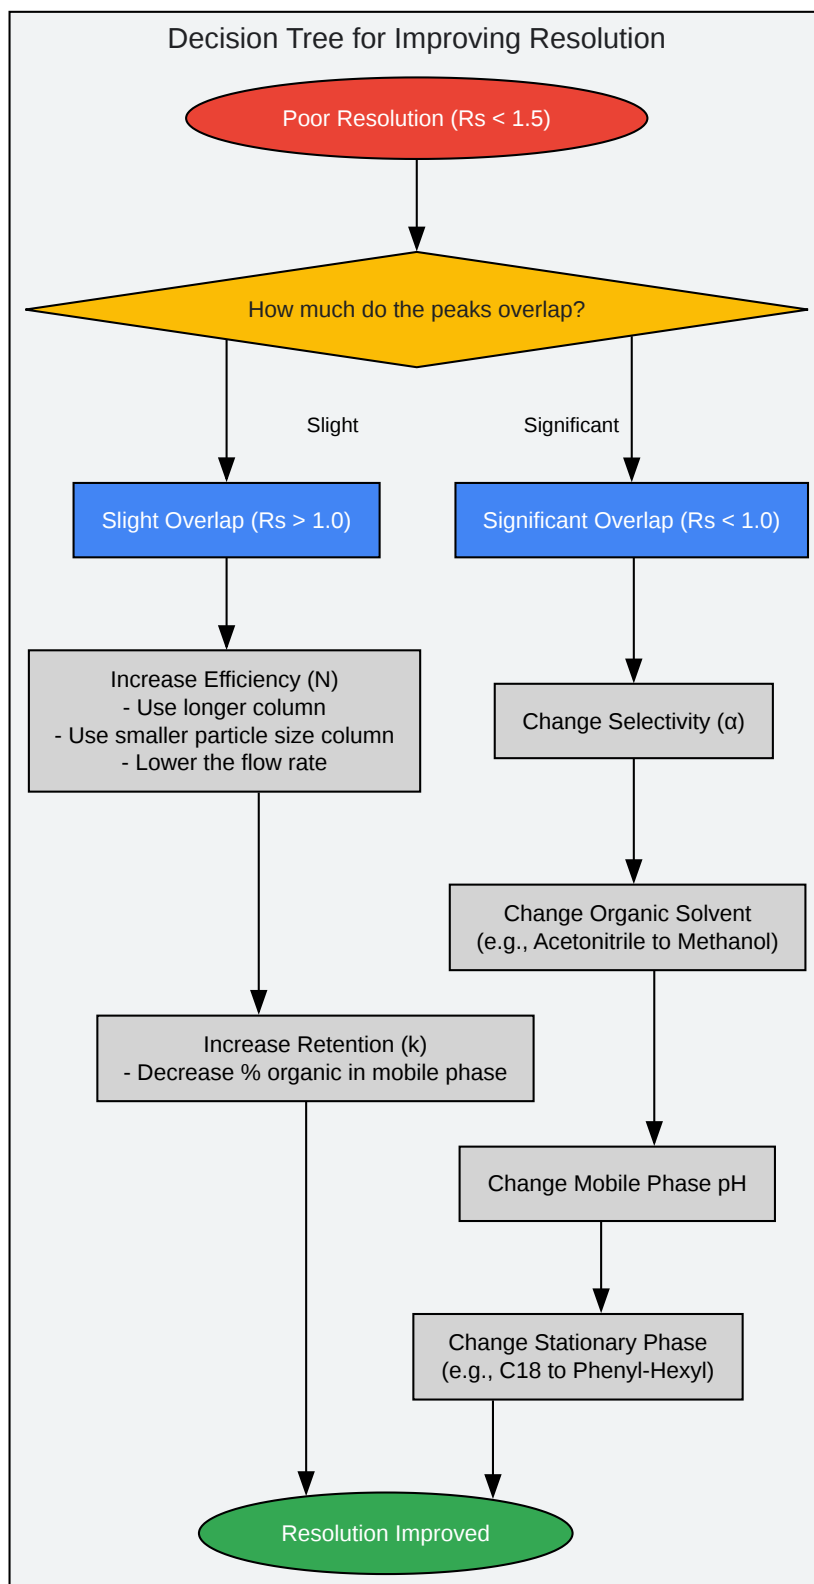 Decision Tree for Improving Resolution
Poor Resolution (Rs < 1.5)
How much do the peaks overlap?
Slight
Significant
Slight Overlap (Rs > 1.0)
Significant Overlap (Rs < 1.0)
Increase Efficiency (N)
- Use longer column
- Use smaller particle size column
- Lower the flow rate
Change Selectivity (α)
Change Organic Solvent
(e.g., Acetonitrile to Methanol)
Increase Retention (k)
- Decrease % organic in mobile phase
Change Mobile Phase pH
Change Stationary Phase
(e.g., C18 to Phenyl-Hexyl)
Resolution Improved